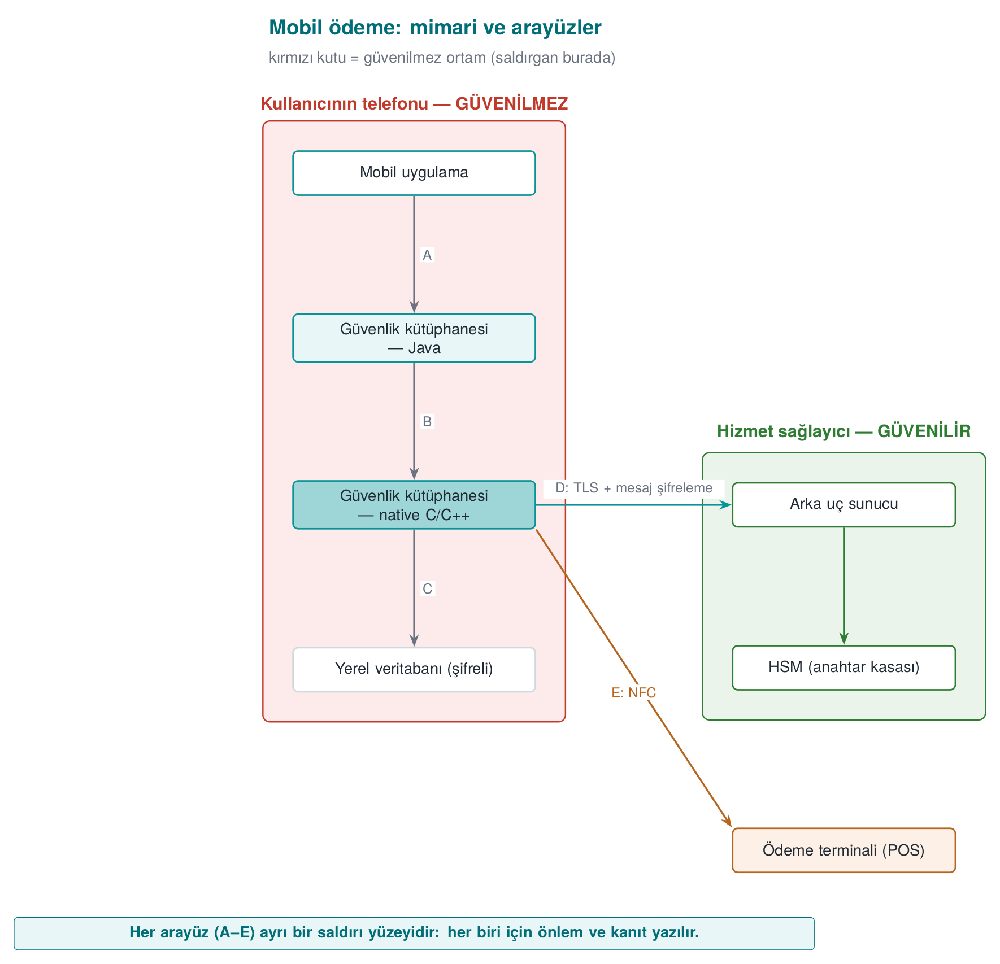 Mobil ödeme: mimari ve arayüzler
kırmızı kutu = güvenilmez ortam (saldırgan burada)
Kullanıcının telefonu — GÜVENİLMEZ
Mobil uygulama
A
Güvenlik kütüphanesi
— Java
B
Hizmet sağlayıcı — GÜVENİLİR
Güvenlik kütüphanesi
— native C/C++
D: TLS + mesaj şifreleme
Arka uç sunucu
C
Yerel veritabanı (şifreli)
HSM (anahtar kasası)
E: NFC
Ödeme terminali (POS)
Her arayüz (A–E) ayrı bir saldırı yüzeyidir: her biri için önlem ve kanıt yazılır.